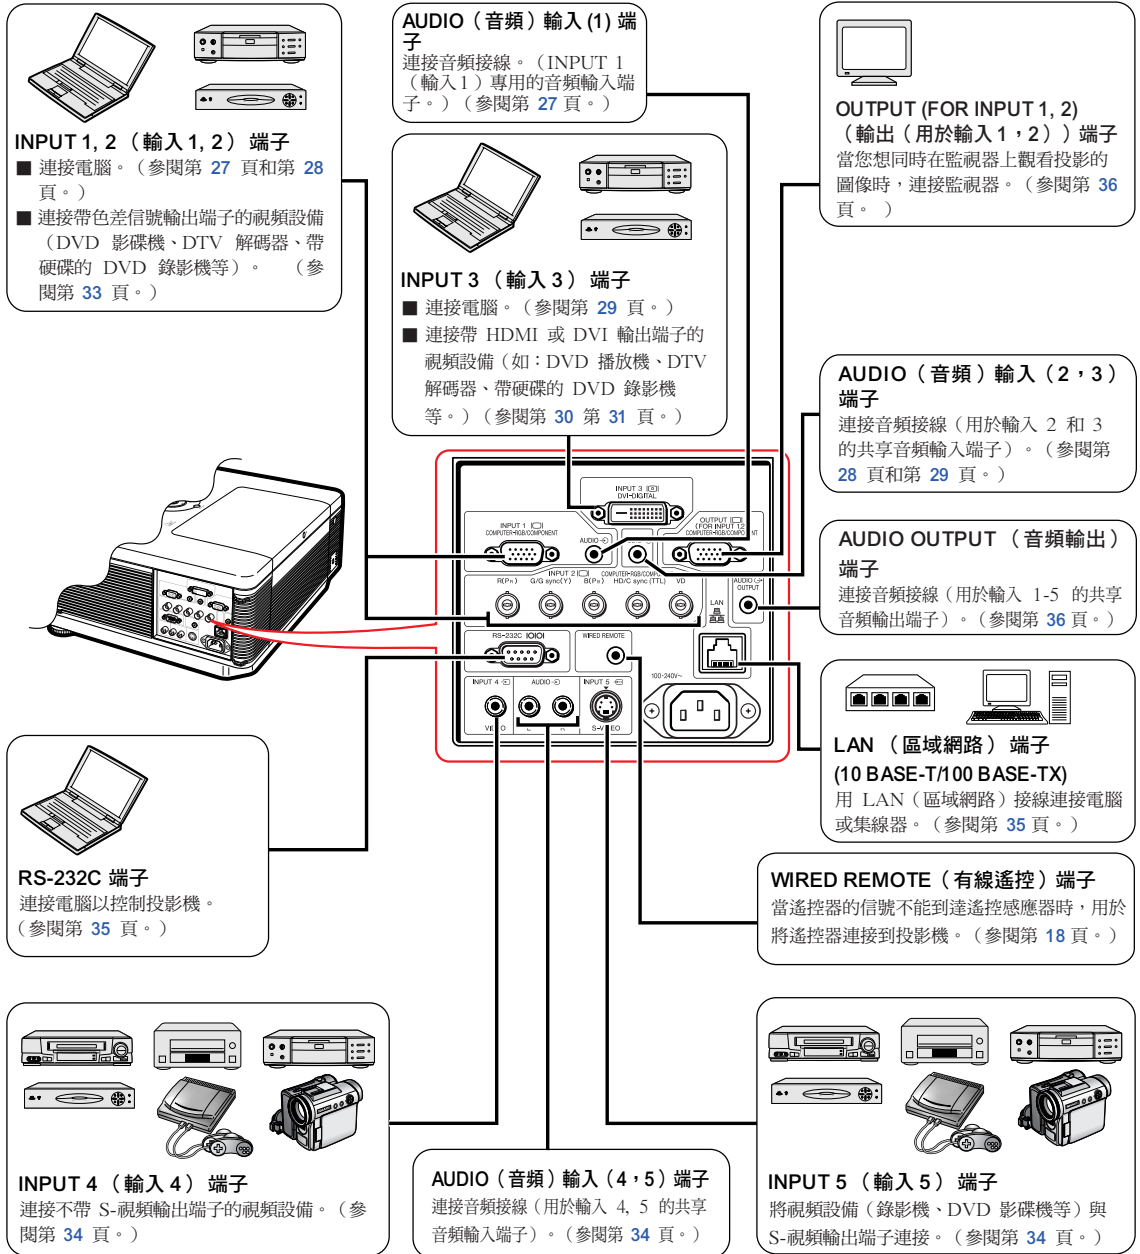 INPUT 1, 2 （輸入 1, 2）端子
■ 連接電腦。（參閱第 27 頁和第 28
頁。）
■ 連接帶色差信號輸出端子的視頻設備
（DVD 影碟機、DTV 解碼器、帶
硬碟的 DVD 錄影機等）。 （參
閱第 33 頁。）
AUDIO（音頻）輸入 (1) 端
子
連接音頻接線。（INPUT 1
（輸入 1）專用的音頻輸入端
子。）（參閱第 27 頁。）
OUTPUT (FOR INPUT 1, 2)
（輸出（用於輸入 1，2））端子
當您想同時在監視器上觀看投影的
圖像時，連接監視器。（參閱第 36
頁。 ）
INPUT 3 （輸入 3）端子
■ 連接電腦。（參閱第 29 頁。）
■ 連接帶 HDMI 或 DVI 輸出端子的
視頻設備（如：DVD 播放機、DTV
解碼器、帶硬碟的 DVD 錄影機
等。）（參閱第 30 第 31 頁。）
AUDIO（音頻）輸入（2，3）
端子
連接音頻接線（用於輸入 2 和 3
的共享音頻輸入端子）。（參閱第
28 頁和第 29 頁。）
AUDIO OUTPUT （音頻輸出）
端子
連接音頻接線（用於輸入 1-5 的共享
音頻輸出端子）。（參閱第 36 頁。）
INPUT 3
DVI-DIGITAL
INPUT 1
COMPUTER-RGB/COMPONENT
AUDIO
OUTPUT
(FOR INPUT 1,2)
COMPUTER-RGB/COMPONENT
INPUT 2
COMPUTER-RGB/COMPO
R(PR) G/G sync(Y) B(PB) HD/C sync (TTL) VD
LAN
AUDIO
OUTPUT
RS-232C IOIOI
WIRED REMOTE
100-240V~
INPUT 4
AUDIO
INPUT 5
VIDEO
S-VIDEO
LAN （區域網路） 端子
(10 BASE-T/100 BASE-TX)
用 LAN（區域網路）接線連接電腦
或集線器。（參閱第 35 頁。）
RS-232C 端子
連接電腦以控制投影機。
（參閱第 35 頁。）
WIRED REMOTE（有線遙控）端子
當遙控器的信號不能到達遙控感應器時，用於
將遙控器連接到投影機。（參閱第 18 頁。）
INPUT 4 （輸入 4）端子
連接不帶 S-視頻輸出端子的視頻設備。（參
閱第 34 頁。）
AUDIO（音頻）輸入（4，5）端子
連接音頻接線（用於輸入 4, 5 的共享
音頻輸入端子）。（參閱第 34 頁。）
INPUT 5 （輸入 5）端子
將視頻設備（錄影機、DVD 影碟機等）與
S-視頻輸出端子連接。（參閱第 34 頁。）